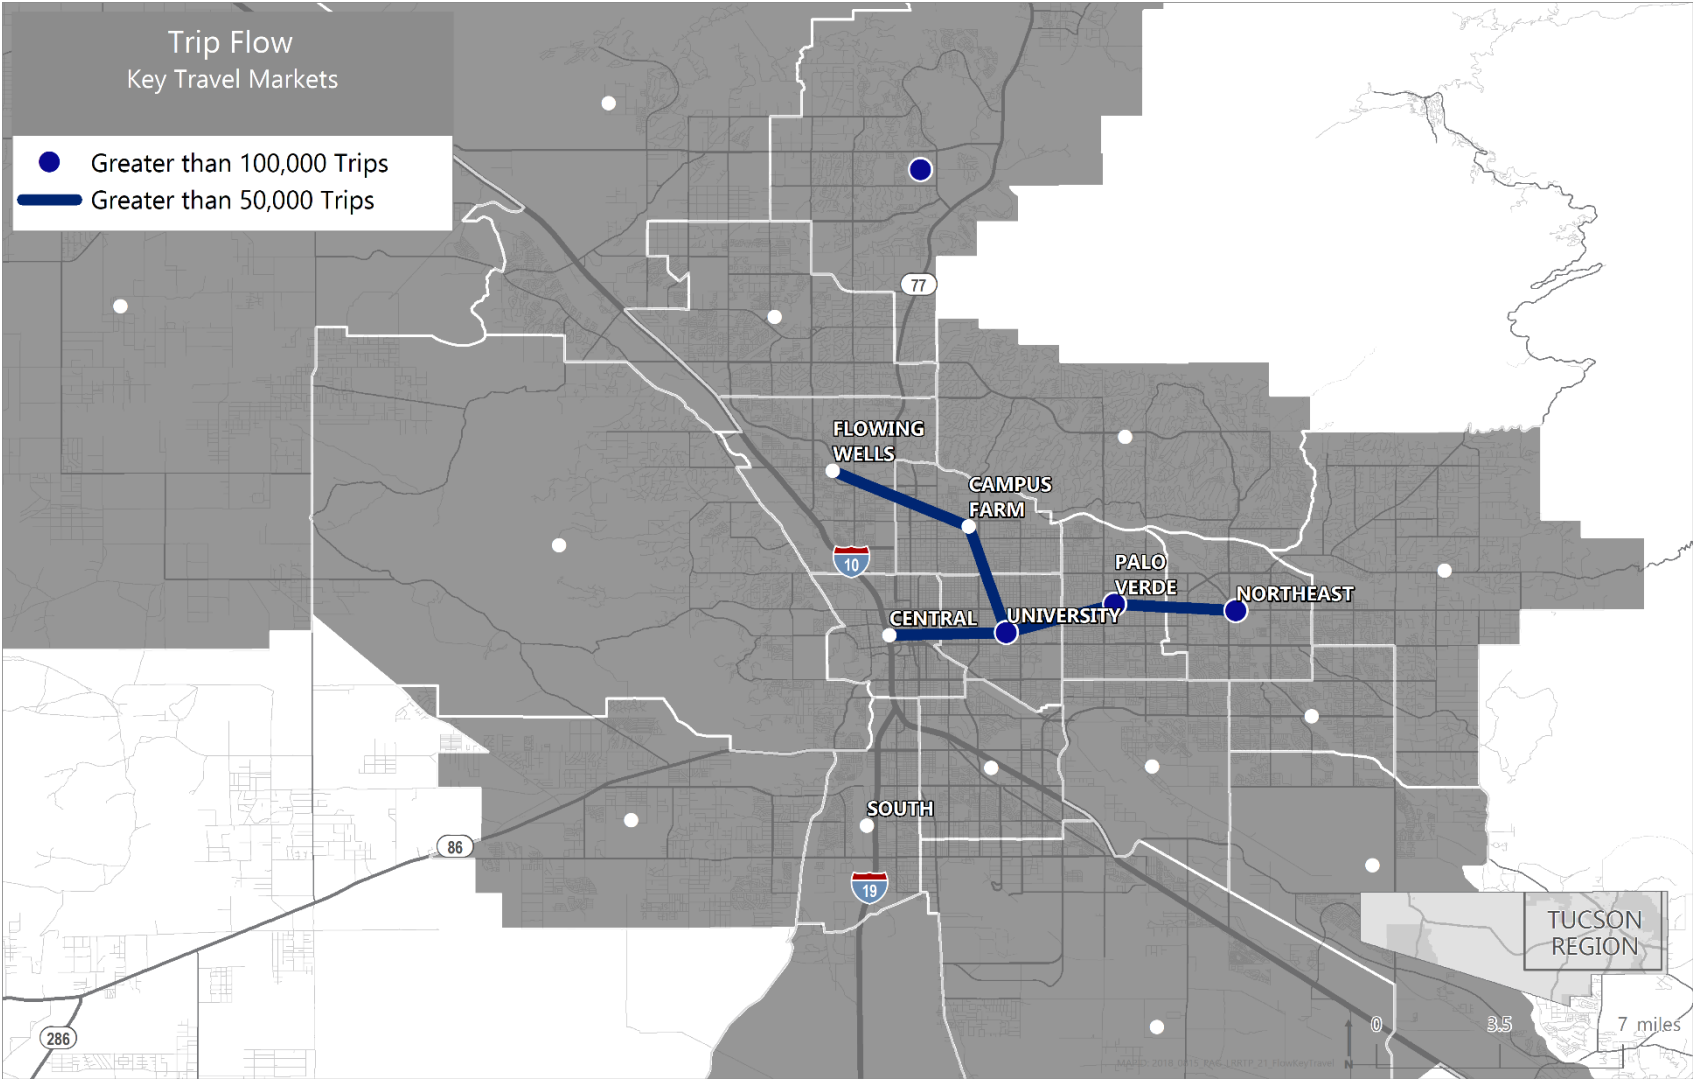 Trip Flow
Key Travel Markets
Greater than 100,000 Trips
Greater than 50,000 Trips
77
FLOWING
WELLS
CAMPUS
FARM
10
PALO
VERDE
NORTHEAST
CENTRAL
UNIVERSITY
SOUTH
86
19
TUCSON
REGION
286
0
3.5
7 miles
N